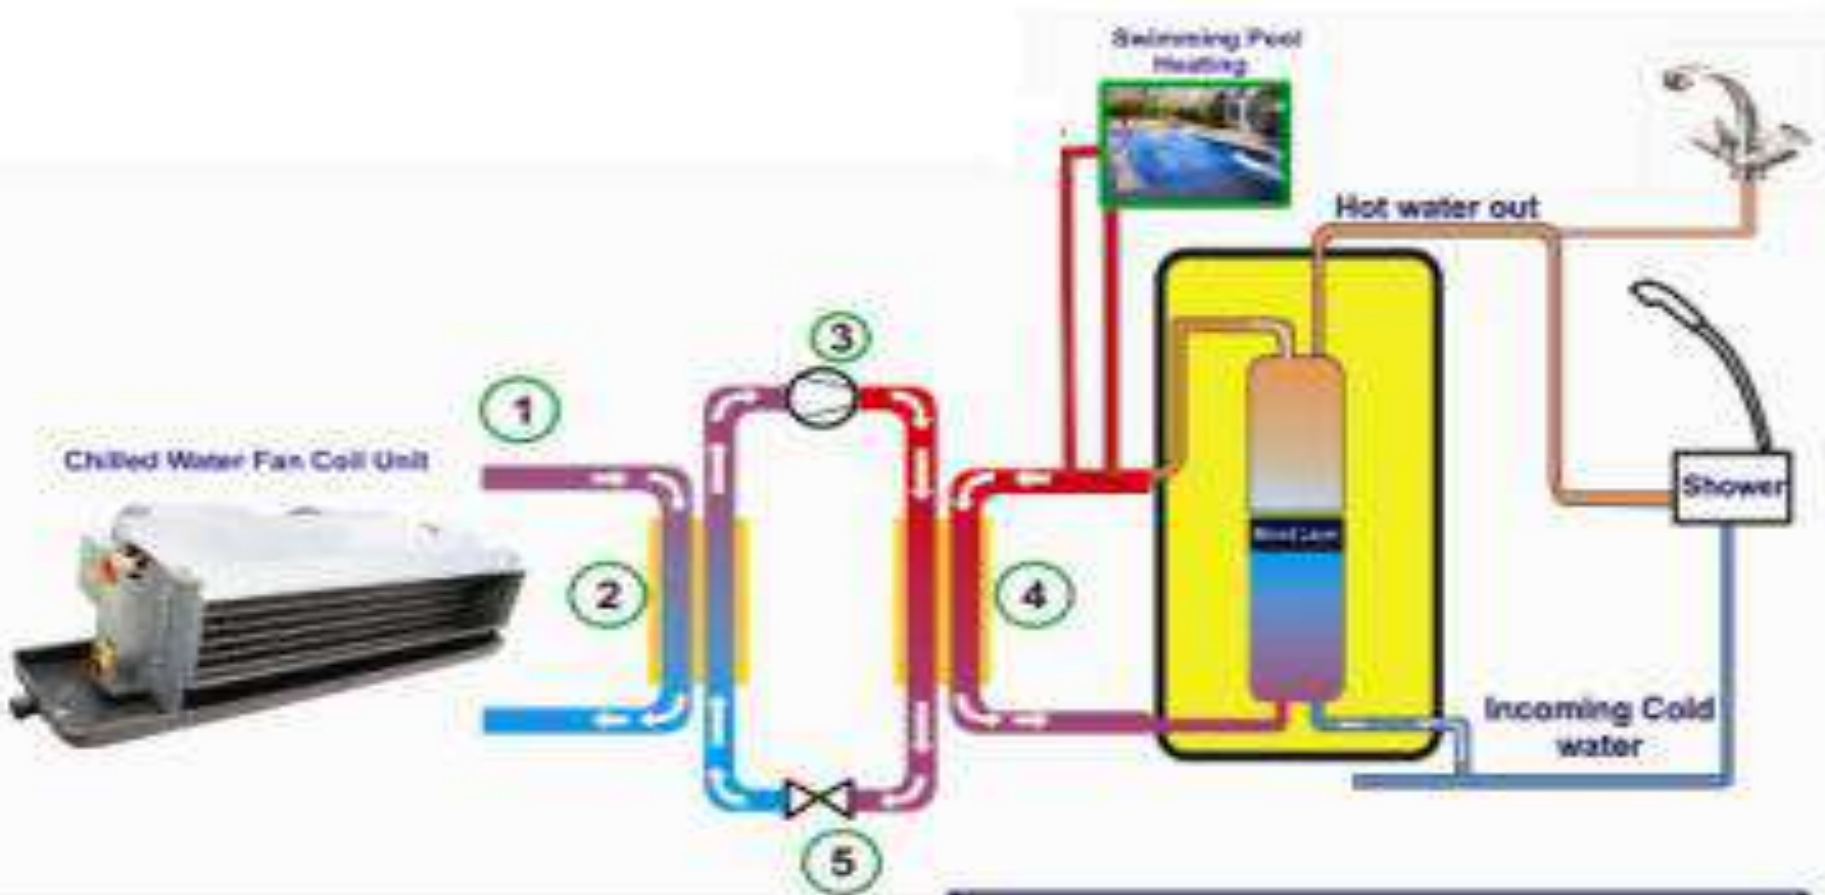 Swimming Pool
Heating
Hot water out
3
1
Chilled Water Fan Coil Unit
Shower
2
4
Incoming Cold
water
5